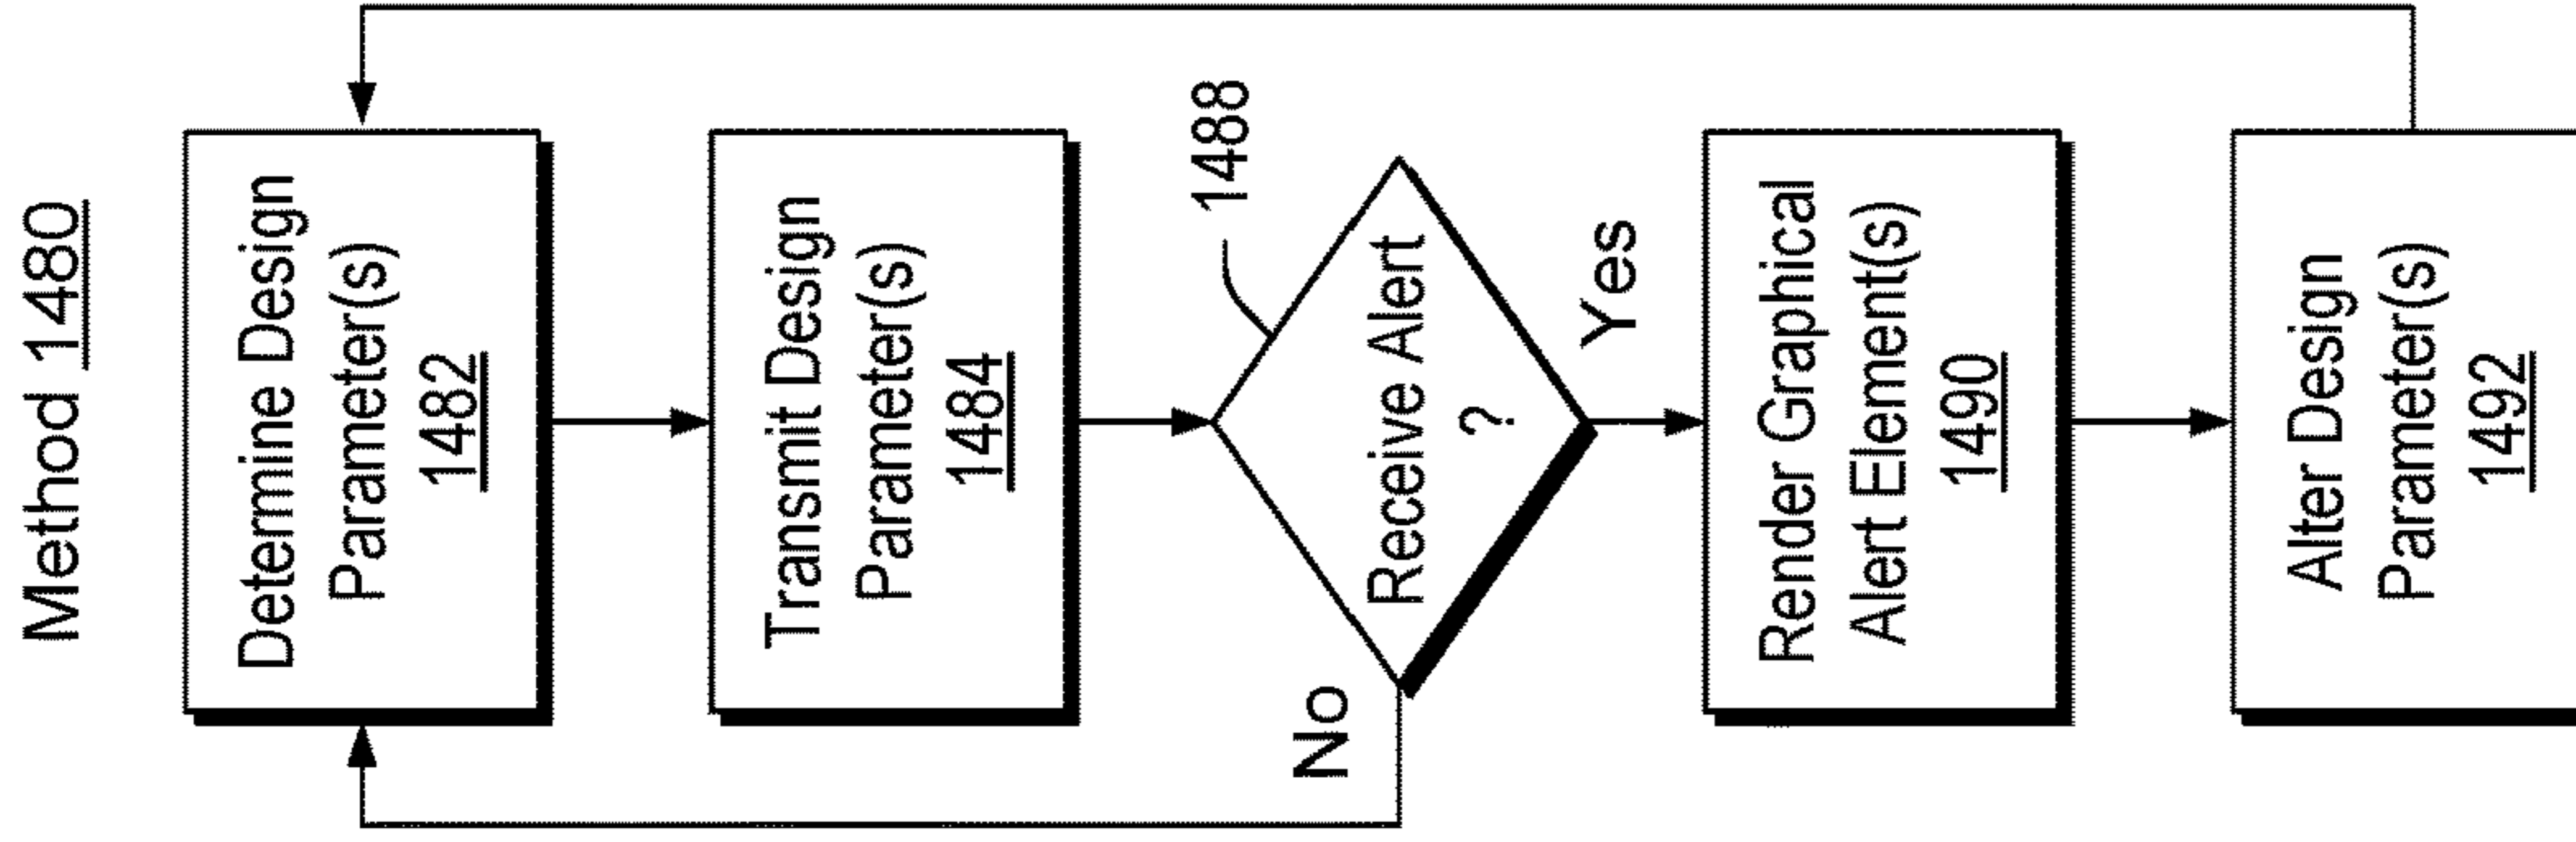 Method 1480
Determine Design
Parameter(s)
1482
Transmit Design
Parameter(s)
1484
1488
Receive Alert
?
No
Yes
Render Graphical
Alert Element(s)
1490
Alter Design
Parameter(s)
1492